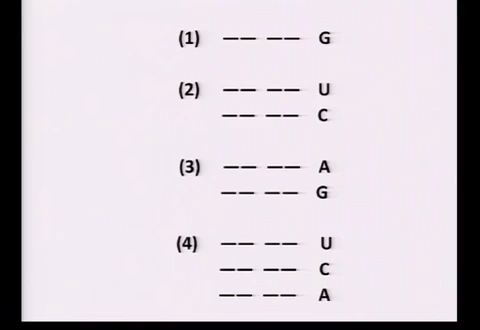 (1) — — — — G
(2) — — — — U
— — — — C
(3) — — — — A
— — — — G
(4) — — — — U
— — — — C
— — — — A